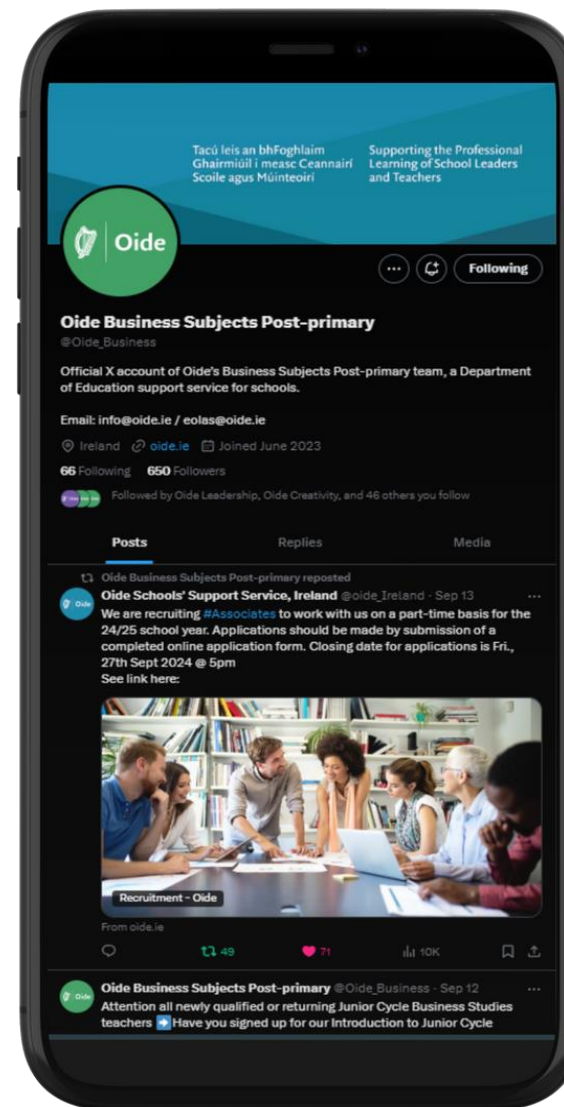 Tacú leis an bhFoghlaim
Ghairmiúil i measc Ceannairí
Scoile agus Múinteoirí
Supporting the Professional
Learning of School Leaders
and Teachers
Oide
Following
Oide Business Subjects Post-primary
@Oide_Business
Official X account of Oide's Business Subjects Post-primary team, a Department
of Education support service for schools.
Email: info@oide.ie / eolas@oide.ie
Ireland oide.ie Joined June 2023
66 Following 650 Followers
Followed by Oide Leadership, Oide Creativity, and 46 others you follow
Posts Replies Media
Oide Business Subjects Post-primary reposted
Oide
Oide Schools' Support Service, Ireland @oide_Ireland · Sep 13
We are recruiting #Associates to work with us on a part-time basis for the
24/25 school year. Applications should be made by submission of a
completed online application form. Closing date for applications is Fri.,
27th Sept 2024 @ 5pm
See link here:
Recruitment - Oide
From oide.ie
49 71 10K
Oide
Oide Business Subjects Post-primary @Oide_Business · Sep 12
Attention all newly qualified or returning Junior Cycle Business Studies
teachers ➡️Have you signed up for our Introduction to Junior Cycle